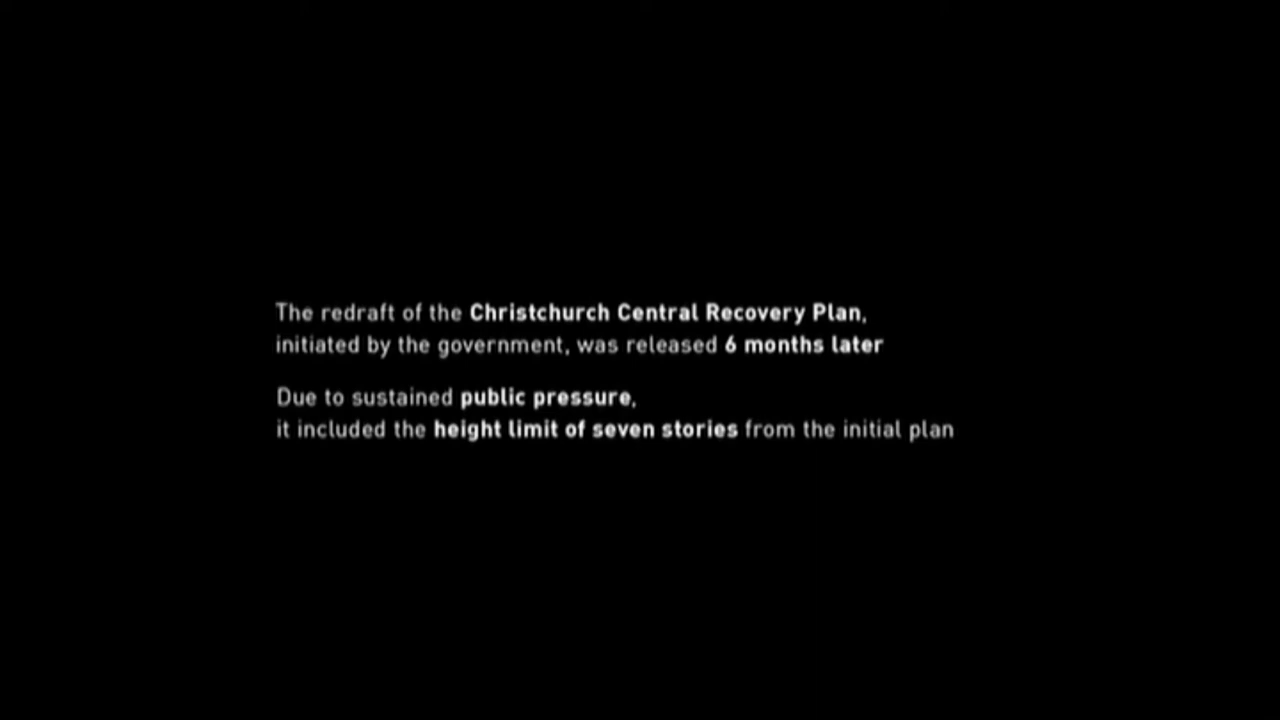 The redraft of the Christchurch Central Recovery Plan,
initiated by the government, was released 6 months later
Due to sustained public pressure,
it included the height limit of seven stories from the initial plan